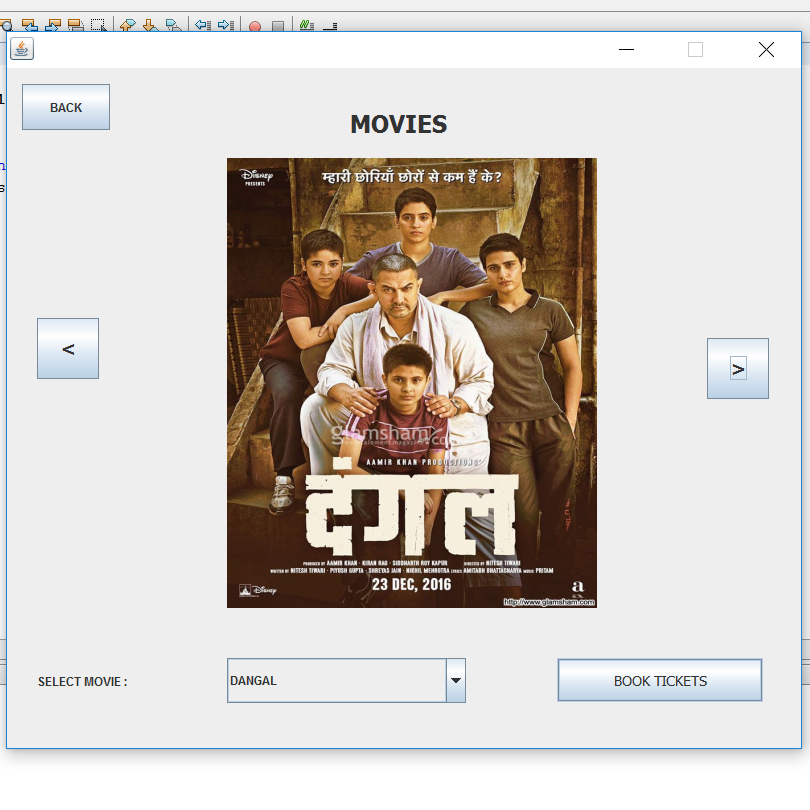 BACK
MOVIES
Disney
PRESENTS
म्हारी छोरियाँ छोरों से कम हैं के?
<
>
glamsham
AAMIR KHAN PRODUCTIONS'
दंगल
PRODUCED BY AAMIR KHAN · KIRAN RAO · SIDDHARTH ROY KAPUR DIRECTED BY NITESH TIWARI
WRITTEN BY NITESH TIWARI · PIYUSH GUPTA · SHREYAS JAIN · NIKHIL MEHROTRA LYRICS AMITABH BHATTACHARYA MUSIC PRITAM
23 DEC, 2016
Disney
http://www.glamsham.com
SELECT MOVIE :
DANGAL
BOOK TICKETS